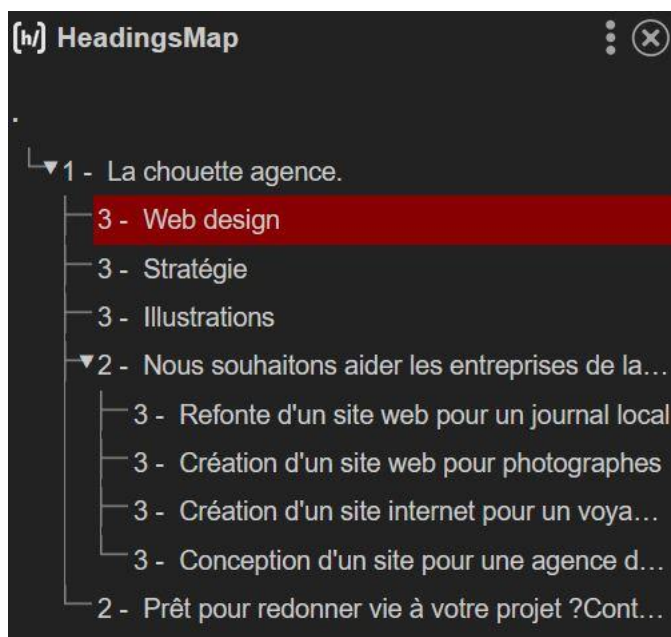 [h/] HeadingsMap
.
1 - La chouette agence.
3 - Web design
3 - Stratégie
3 - Illustrations
2 - Nous souhaitons aider les entreprises de la…
3 - Refonte d'un site web pour un journal local
3 - Création d'un site web pour photographes
3 - Création d'un site internet pour un voya…
3 - Conception d'un site pour une agence d…
2 - Prêt pour redonner vie à votre projet ?Cont…